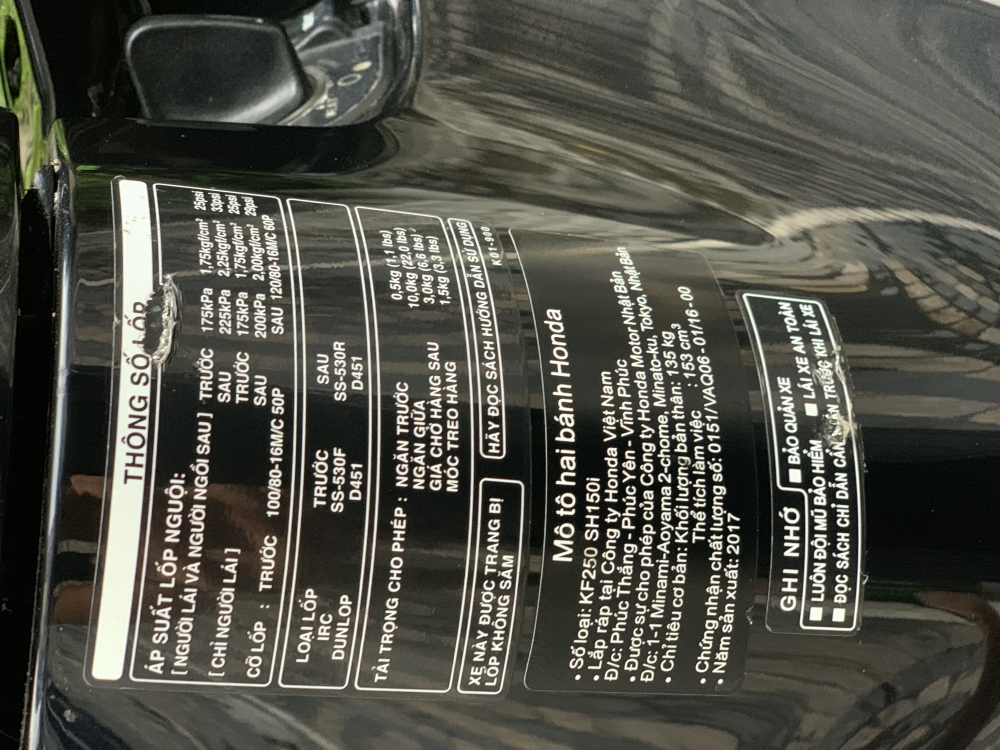 THÔNG SỐ LỐP
ÁP SUẤT LỐP NGUỘI:
[ NGƯỜI LÁI VÀ NGƯỜI NGỒI SAU ] TRƯỚC 175kPa 1,75kgf/cm² 25psi
SAU 225kPa 2,25kgf/cm² 33psi
[ CHỈ NGƯỜI LÁI ] TRƯỚC 175kPa 1,75kgf/cm² 25psi
SAU 200kPa 2,00kgf/cm² 29psi
CỠ LỐP : TRƯỚC 100/80-16M/C 50P SAU 120/80-16M/C 60P
LOẠI LỐP TRƯỚC SAU
IRC SS-530F SS-530R
DUNLOP D451 D451
TẢI TRỌNG CHO PHÉP : NGĂN TRƯỚC 0,5kg (1,1 lbs)
NGĂN GIỮA 10,0kg (22,0 lbs)
GIÁ CHỞ HÀNG SAU 3,0kg (6,6 lbs)
MÓC TREO HÀNG 1,5kg (3,3 lbs)
XE NÀY ĐƯỢC TRANG BỊ
LỐP KHÔNG SĂM
HÃY ĐỌC SÁCH HƯỚNG DẪN SỬ DỤNG
K01-900
Mô tô hai bánh Honda
• Số loại: KF250 SH150i
• Lắp ráp tại Công ty Honda Việt Nam
Đ/c: Phúc Thắng - Phúc Yên - Vĩnh Phúc
• Được sự cho phép của Công ty Honda Motor Nhật Bản
Đ/c: 1-1 Minami-Aoyama 2-chome, Minato-ku, Tokyo, Nhật Bản
• Chỉ tiêu cơ bản: Khối lượng bản thân : 135 kg
Thể tích làm việc : 153 cm³
• Chứng nhận chất lượng số: 0151/VAQ06 - 01/16 - 00
• Năm sản xuất: 2017
GHI NHỚ
■ BẢO QUẢN XE
■ LUÔN ĐỘI MŨ BẢO HIỂM ■ LÁI XE AN TOÀN
■ ĐỌC SÁCH CHỈ DẪN CẨN THẬN TRƯỚC KHI LÁI XE